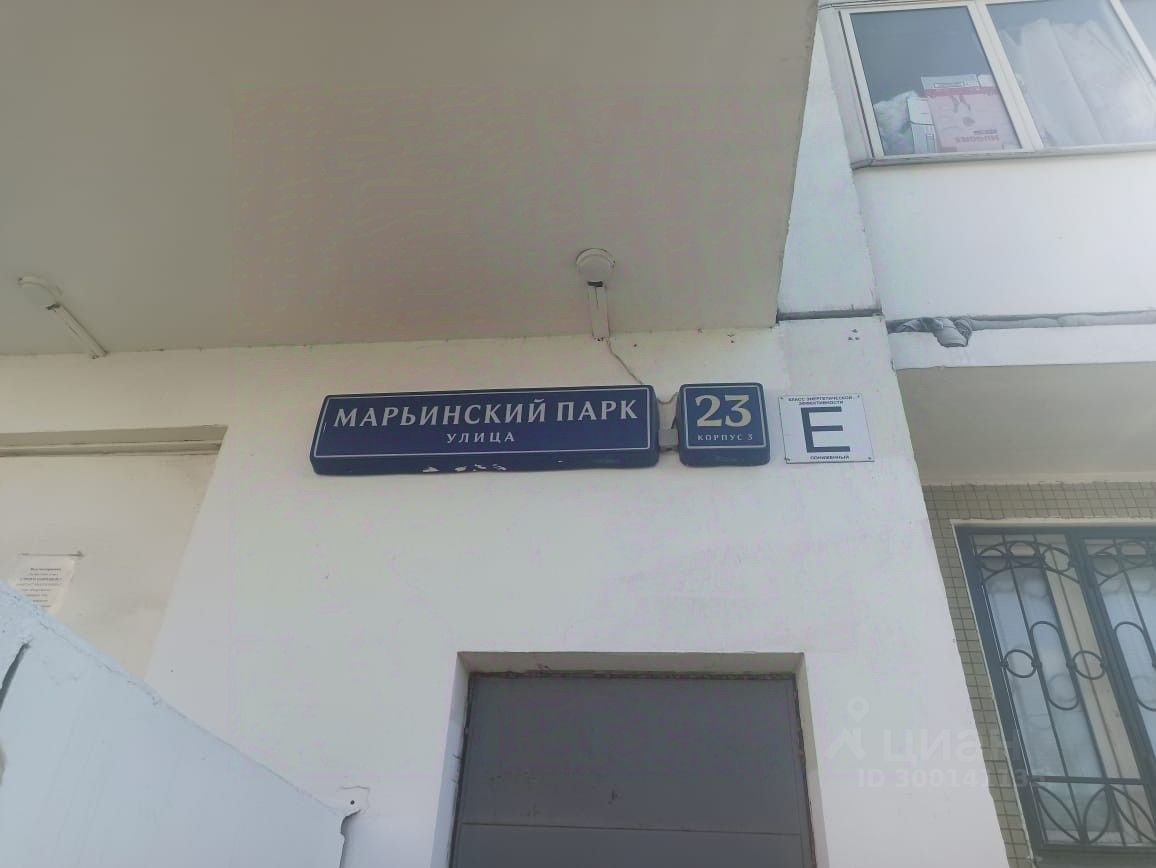 МАРЬИНСКИЙ ПАРК
УЛИЦА
23
КОРПУС 3
КЛАСС ЭНЕРГЕТИЧЕСКОЙ
ЭФФЕКТИВНОСТИ
E
ПОНИЖЕННЫЙ
циан